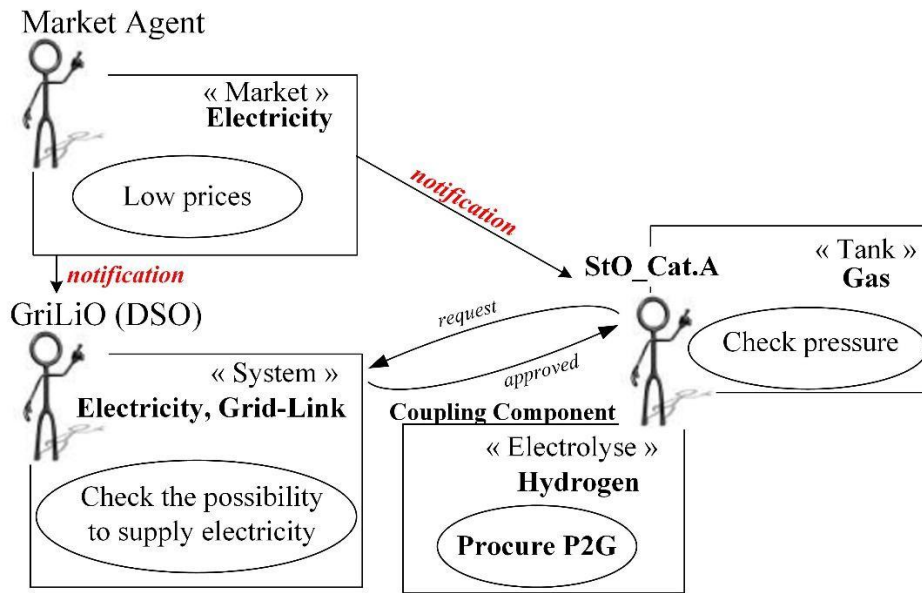 Market Agent
« Market »
Electricity
Low prices
notification
notification
StO_Cat.A
« Tank »
Gas
Check pressure
GriLiO (DSO)
request
approved
« System »
Electricity, Grid-Link
Check the possibility
to supply electricity
Coupling Component
« Electrolyse »
Hydrogen
Procure P2G